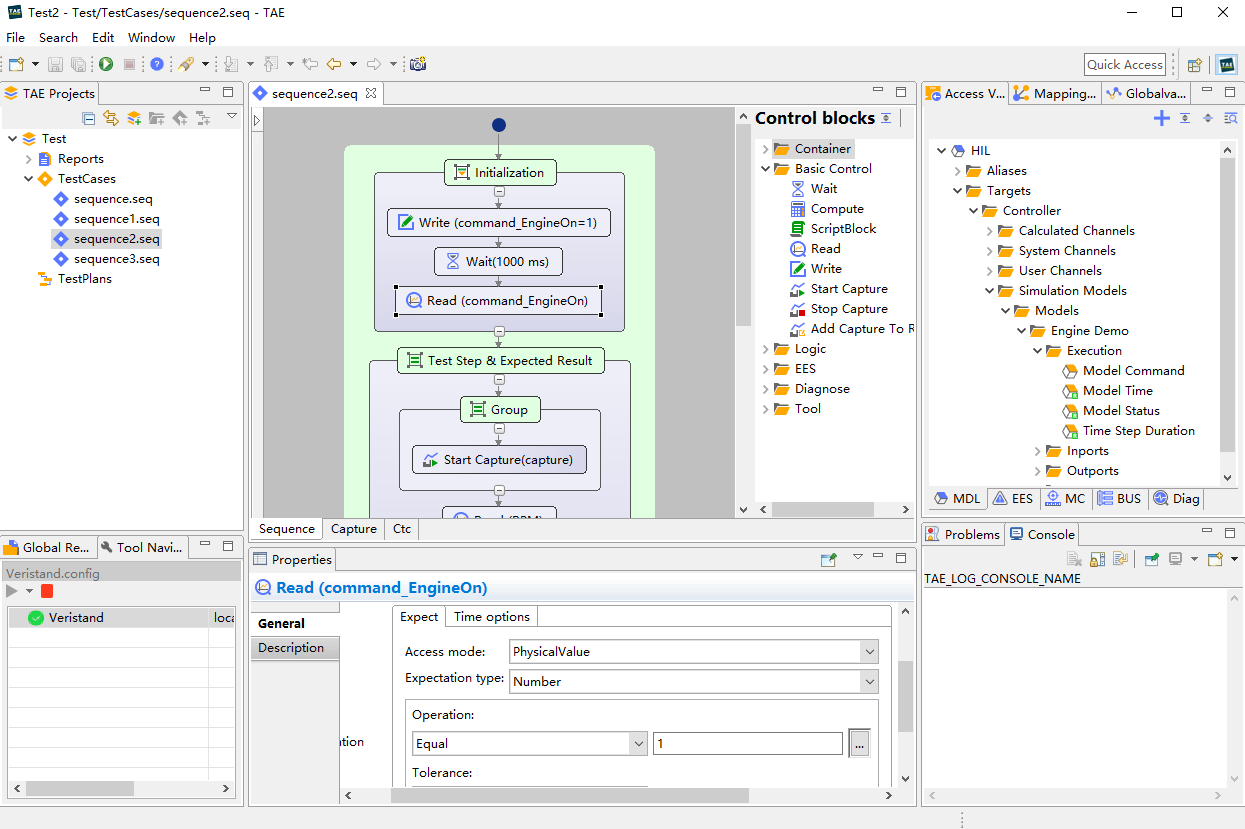 Test2 - Test/TestCases/sequence2.seq - TAE
File Search Edit Window Help
Quick Access
TAE Projects
Test
Reports
TestCases
sequence.seq
sequence1.seq
sequence2.seq
sequence3.seq
TestPlans
sequence2.seq
Initialization
Write (command_EngineOn=1)
Wait(1000 ms)
Read (command_EngineOn)
Test Step & Expected Result
Group
Start Capture(capture)
Sequence Capture Ctc
Control blocks
Container
Basic Control
Wait
Compute
ScriptBlock
Read
Write
Start Capture
Stop Capture
Add Capture To R
Logic
EES
Diagnose
Tool
Access V... Mapping... Globalva...
HIL
Aliases
Targets
Controller
Calculated Channels
System Channels
User Channels
Simulation Models
Models
Engine Demo
Execution
Model Command
Model Time
Model Status
Time Step Duration
Inports
Outports
MDL EES MC BUS Diag
Global Re... Tool Navi...
Veristand.config
Veristand loca
Properties
Read (command_EngineOn)
General
Description
Expect Time options
Access mode: PhysicalValue
Expectation type: Number
Operation:
Equal 1 ...
Tolerance:
Problems Console
TAE_LOG_CONSOLE_NAME